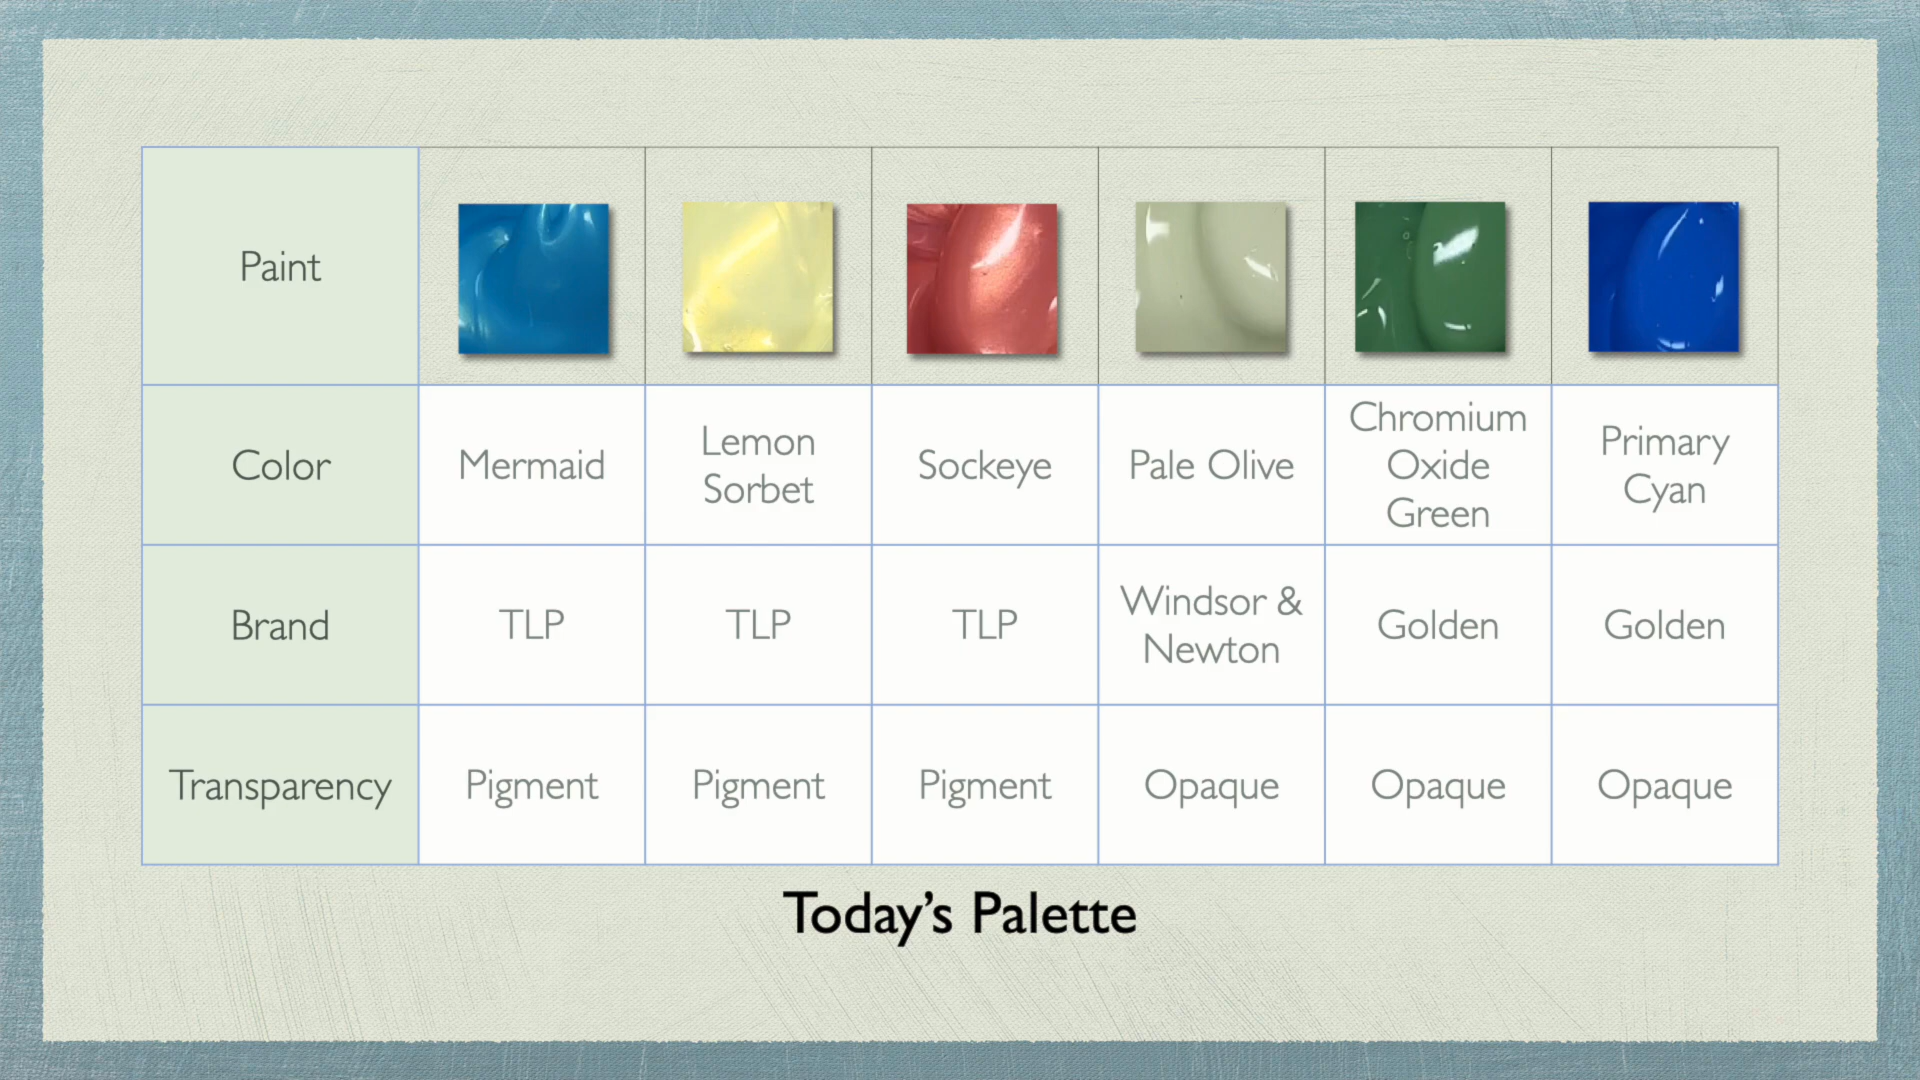 Paint
Color
Mermaid
Lemon
Sorbet
Sockeye
Pale Olive
Chromium
Oxide
Green
Primary
Cyan
Brand
TLP
TLP
TLP
Windsor &
Newton
Golden
Golden
Transparency
Pigment
Pigment
Pigment
Opaque
Opaque
Opaque
Today’s Palette